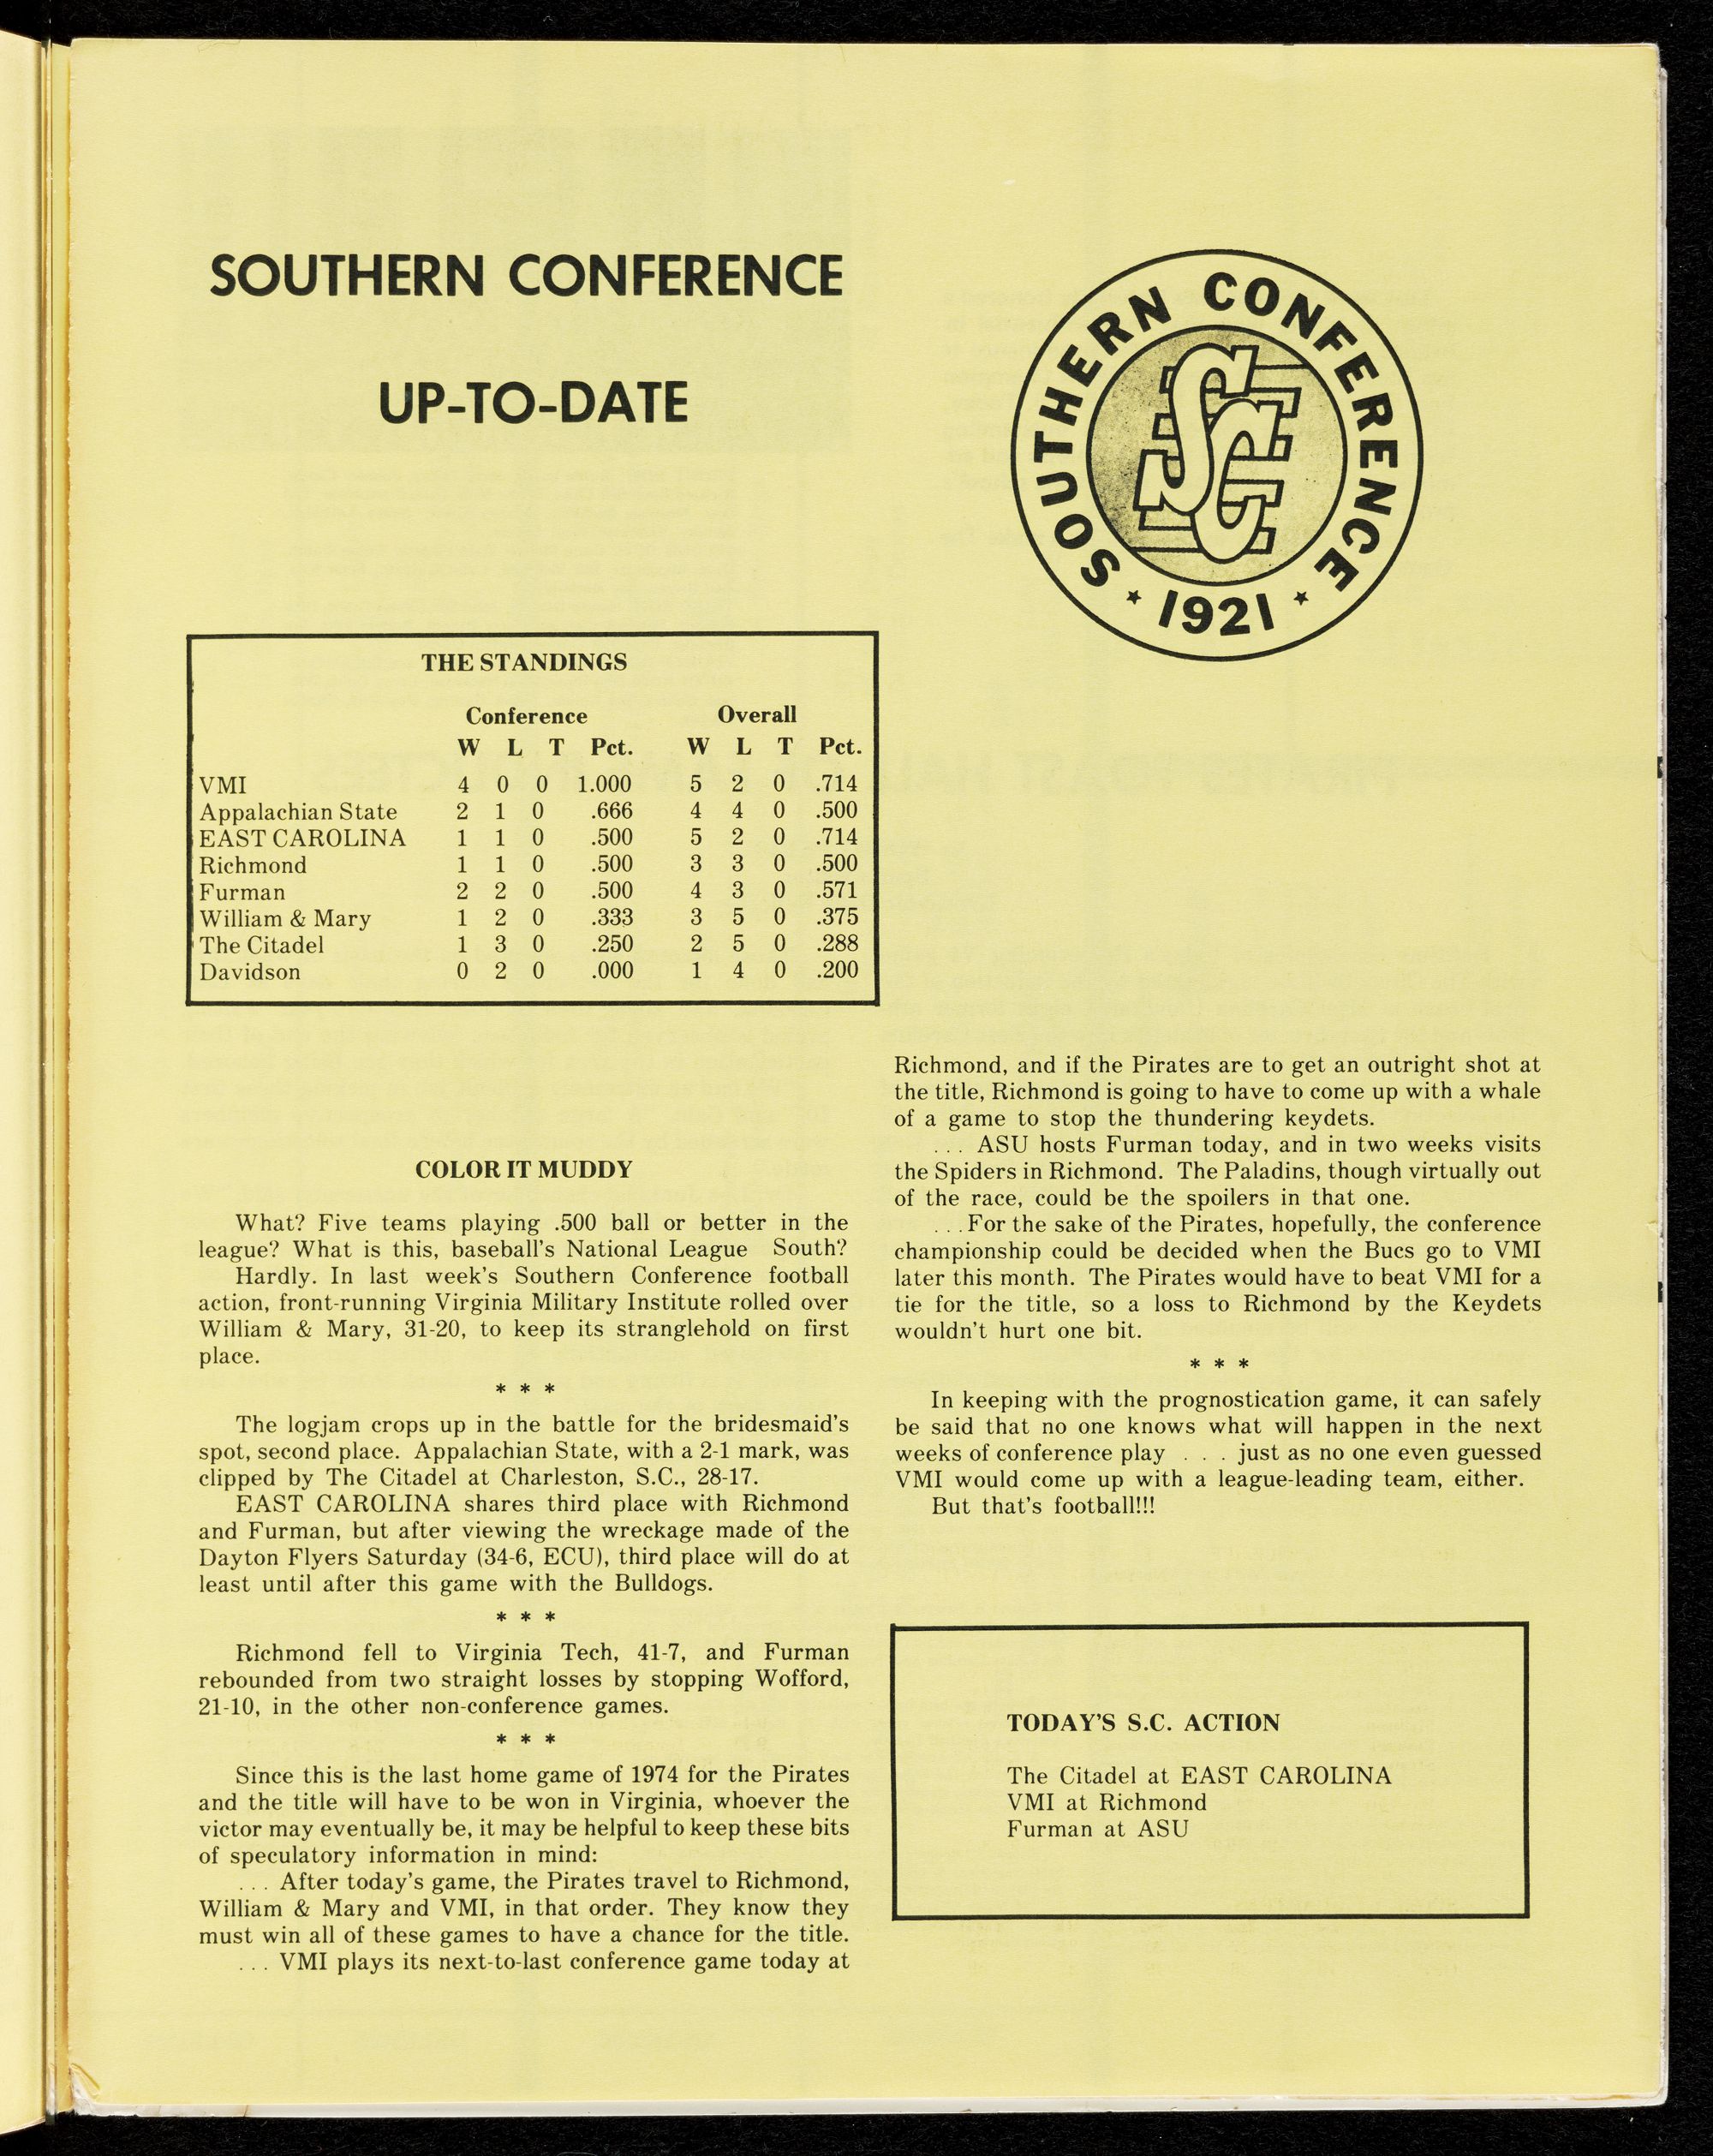 SOUTHERN CONFERENCE
UP-TO-DATE
SOUTHERN CONFERENCE
SC
★ 1921 ★
THE STANDINGS
Conference Overall
W L T Pct. W L T Pct.
VMI 4 0 0 1.000 5 2 0 .714
Appalachian State 2 1 0 .666 4 4 0 .500
EAST CAROLINA 1 1 0 .500 5 2 0 .714
Richmond 1 1 0 .500 3 3 0 .500
Furman 2 2 0 .500 4 3 0 .571
William & Mary 1 2 0 .333 3 5 0 .375
The Citadel 1 3 0 .250 2 5 0 .288
Davidson 0 2 0 .000 1 4 0 .200
COLOR IT MUDDY
What? Five teams playing .500 ball or better in the
league? What is this, baseball's National League South?
Hardly. In last week's Southern Conference football
action, front-running Virginia Military Institute rolled over
William & Mary, 31-20, to keep its stranglehold on first
place.
* * *
The logjam crops up in the battle for the bridesmaid's
spot, second place. Appalachian State, with a 2-1 mark, was
clipped by The Citadel at Charleston, S.C., 28-17.
EAST CAROLINA shares third place with Richmond
and Furman, but after viewing the wreckage made of the
Dayton Flyers Saturday (34-6, ECU), third place will do at
least until after this game with the Bulldogs.
* * *
Richmond fell to Virginia Tech, 41-7, and Furman
rebounded from two straight losses by stopping Wofford,
21-10, in the other non-conference games.
* * *
Since this is the last home game of 1974 for the Pirates
and the title will have to be won in Virginia, whoever the
victor may eventually be, it may be helpful to keep these bits
of speculatory information in mind:
. . . After today's game, the Pirates travel to Richmond,
William & Mary and VMI, in that order. They know they
must win all of these games to have a chance for the title.
. . . VMI plays its next-to-last conference game today at
Richmond, and if the Pirates are to get an outright shot at
the title, Richmond is going to have to come up with a whale
of a game to stop the thundering keydets.
. . . ASU hosts Furman today, and in two weeks visits
the Spiders in Richmond. The Paladins, though virtually out
of the race, could be the spoilers in that one.
. . . For the sake of the Pirates, hopefully, the conference
championship could be decided when the Bucs go to VMI
later this month. The Pirates would have to beat VMI for a
tie for the title, so a loss to Richmond by the Keydets
wouldn't hurt one bit.
* * *
In keeping with the prognostication game, it can safely
be said that no one knows what will happen in the next
weeks of conference play . . . just as no one even guessed
VMI would come up with a league-leading team, either.
But that's football!!!
TODAY'S S.C. ACTION
The Citadel at EAST CAROLINA
VMI at Richmond
Furman at ASU